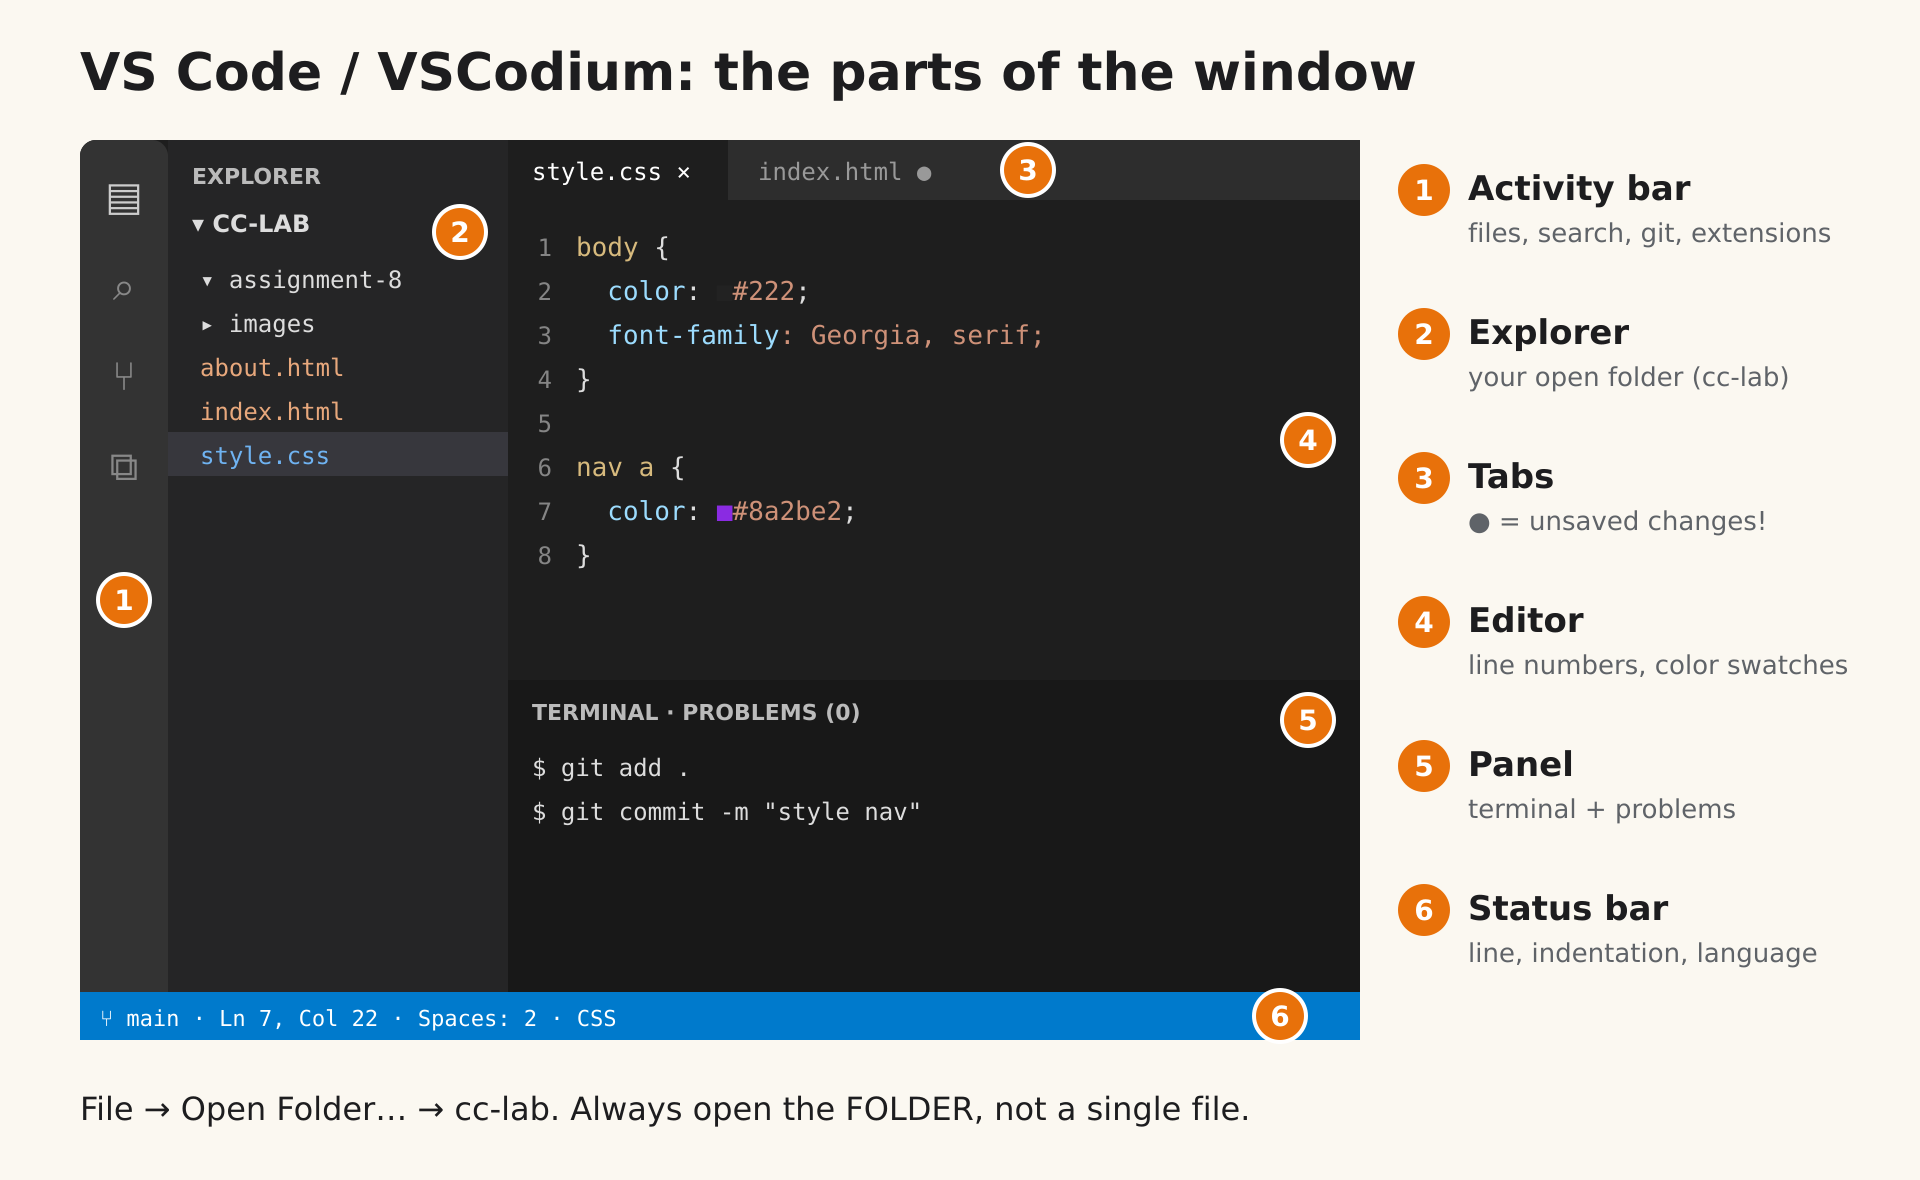 VS Code / VSCodium: the parts of the window
EXPLORER
▾ CC-LAB
▾ assignment-8
▸ images
about.html
index.html
style.css
1
2
style.css ×
index.html ●
3
1 body {
2 color: #222;
3 font-family: Georgia, serif;
4 }
5
6 nav a {
7 color: #8a2be2;
8 }
4
TERMINAL · PROBLEMS (0)
5
$ git add .
$ git commit -m "style nav"
main · Ln 7, Col 22 · Spaces: 2 · CSS
6
1 Activity bar
files, search, git, extensions
2 Explorer
your open folder (cc-lab)
3 Tabs
● = unsaved changes!
4 Editor
line numbers, color swatches
5 Panel
terminal + problems
6 Status bar
line, indentation, language
File → Open Folder… → cc-lab. Always open the FOLDER, not a single file.